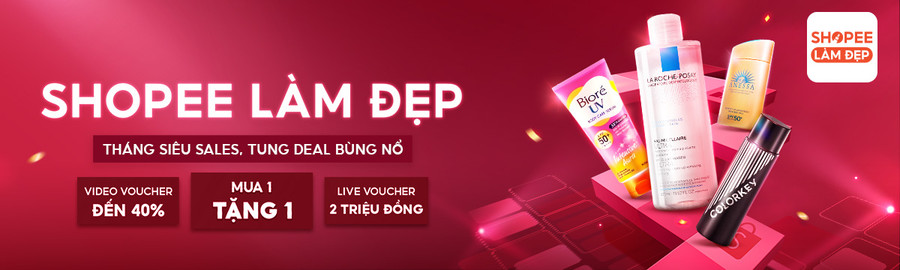 SHOPEE LÀM ĐẸP
THÁNG SIÊU SALES, TUNG DEAL BÙNG NỔ
VIDEO VOUCHER
ĐẾN 40%
MUA 1
TẶNG 1
LIVE VOUCHER
2 TRIỆU ĐỒNG
Bioré
UV
SPF
50+
LA ROCHE-POSAY
ANESSA
50+
COLORKEY
SHOPEE
LÀM ĐẸP